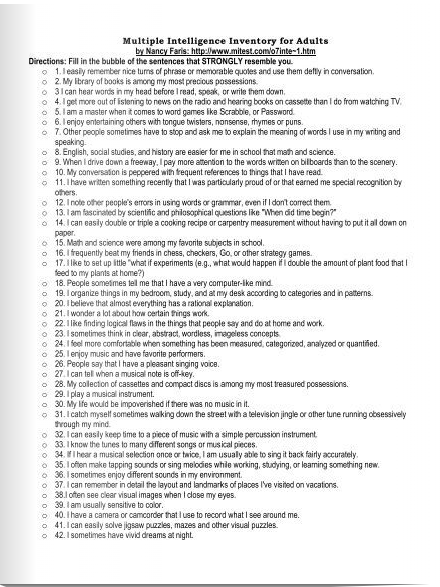 Multiple Intelligence Inventory for Adults
by Nancy Faris: http://www.mitest.com/o7inte~1.htm
Directions: Fill in the bubble of the sentences that STRONGLY resemble you.
o 1. I easily remember nice turns of phrase or memorable quotes and use them deftly in conversation.
o 2. My library of books is among my most precious possessions.
o 3 I can hear words in my head before I read, speak, or write them down.
o 4. I get more out of listening to news on the radio and hearing books on cassette than I do from watching TV.
o 5. I am a master when it comes to word games like Scrabble, or Password.
o 6. I enjoy entertaining others with tongue twisters, nonsense, rhymes or puns.
o 7. Other people sometimes have to stop and ask me to explain the meaning of words I use in my writing and
speaking.
o 8. English, social studies, and history are easier for me in school that math and science.
o 9. When I drive down a freeway, I pay more attention to the words written on billboards than to the scenery.
o 10. My conversation is peppered with frequent references to things that I have read.
o 11. I have written something recently that I was particularly proud of or that earned me special recognition by
others.
o 12. I note other people's errors in using words or grammar, even if I don't correct them.
o 13. I am fascinated by scientific and philosophical questions like "When did time begin?"
o 14. I can easily double or triple a cooking recipe or carpentry measurement without having to put it all down on
paper.
o 15. Math and science were among my favorite subjects in school.
o 16. I frequently beat my friends in chess, checkers, Go, or other strategy games.
o 17. I like to set up little "what if experiments (e.g., what would happen if I double the amount of plant food that I
feed to my plants at home?)
o 18. People sometimes tell me that I have a very computer-like mind.
o 19. I organize things in my bedroom, study, and at my desk according to categories and in patterns.
o 20. I believe that almost everything has a rational explanation.
o 21. I wonder a lot about how certain things work.
o 22. I like finding logical flaws in the things that people say and do at home and work.
o 23. I sometimes think in clear, abstract, wordless, imageless concepts.
o 24. I feel more comfortable when something has been measured, categorized, analyzed or quantified.
o 25. I enjoy music and have favorite performers.
o 26. People say that I have a pleasant singing voice.
o 27. I can tell when a musical note is off-key.
o 28. My collection of cassettes and compact discs is among my most treasured possessions.
o 29. I play a musical instrument.
o 30. My life would be impoverished if there was no music in it.
o 31. I catch myself sometimes walking down the street with a television jingle or other tune running obsessively
through my mind.
o 32. I can easily keep time to a piece of music with a simple percussion instrument.
o 33. I know the tunes to many different songs or musical pieces.
o 34. If I hear a musical selection once or twice, I am usually able to sing it back fairly accurately.
o 35. I often make tapping sounds or sing melodies while working, studying, or learning something new.
o 36. I sometimes enjoy different sounds in my environment.
o 37. I can remember in detail the layout and landmarks of places I've visited on vacations.
o 38.I often see clear visual images when I close my eyes.
o 39. I am usually sensitive to color.
o 40. I have a camera or camcorder that I use to record what I see around me.
o 41. I can easily solve jigsaw puzzles, mazes and other visual puzzles.
o 42. I sometimes have vivid dreams at night.